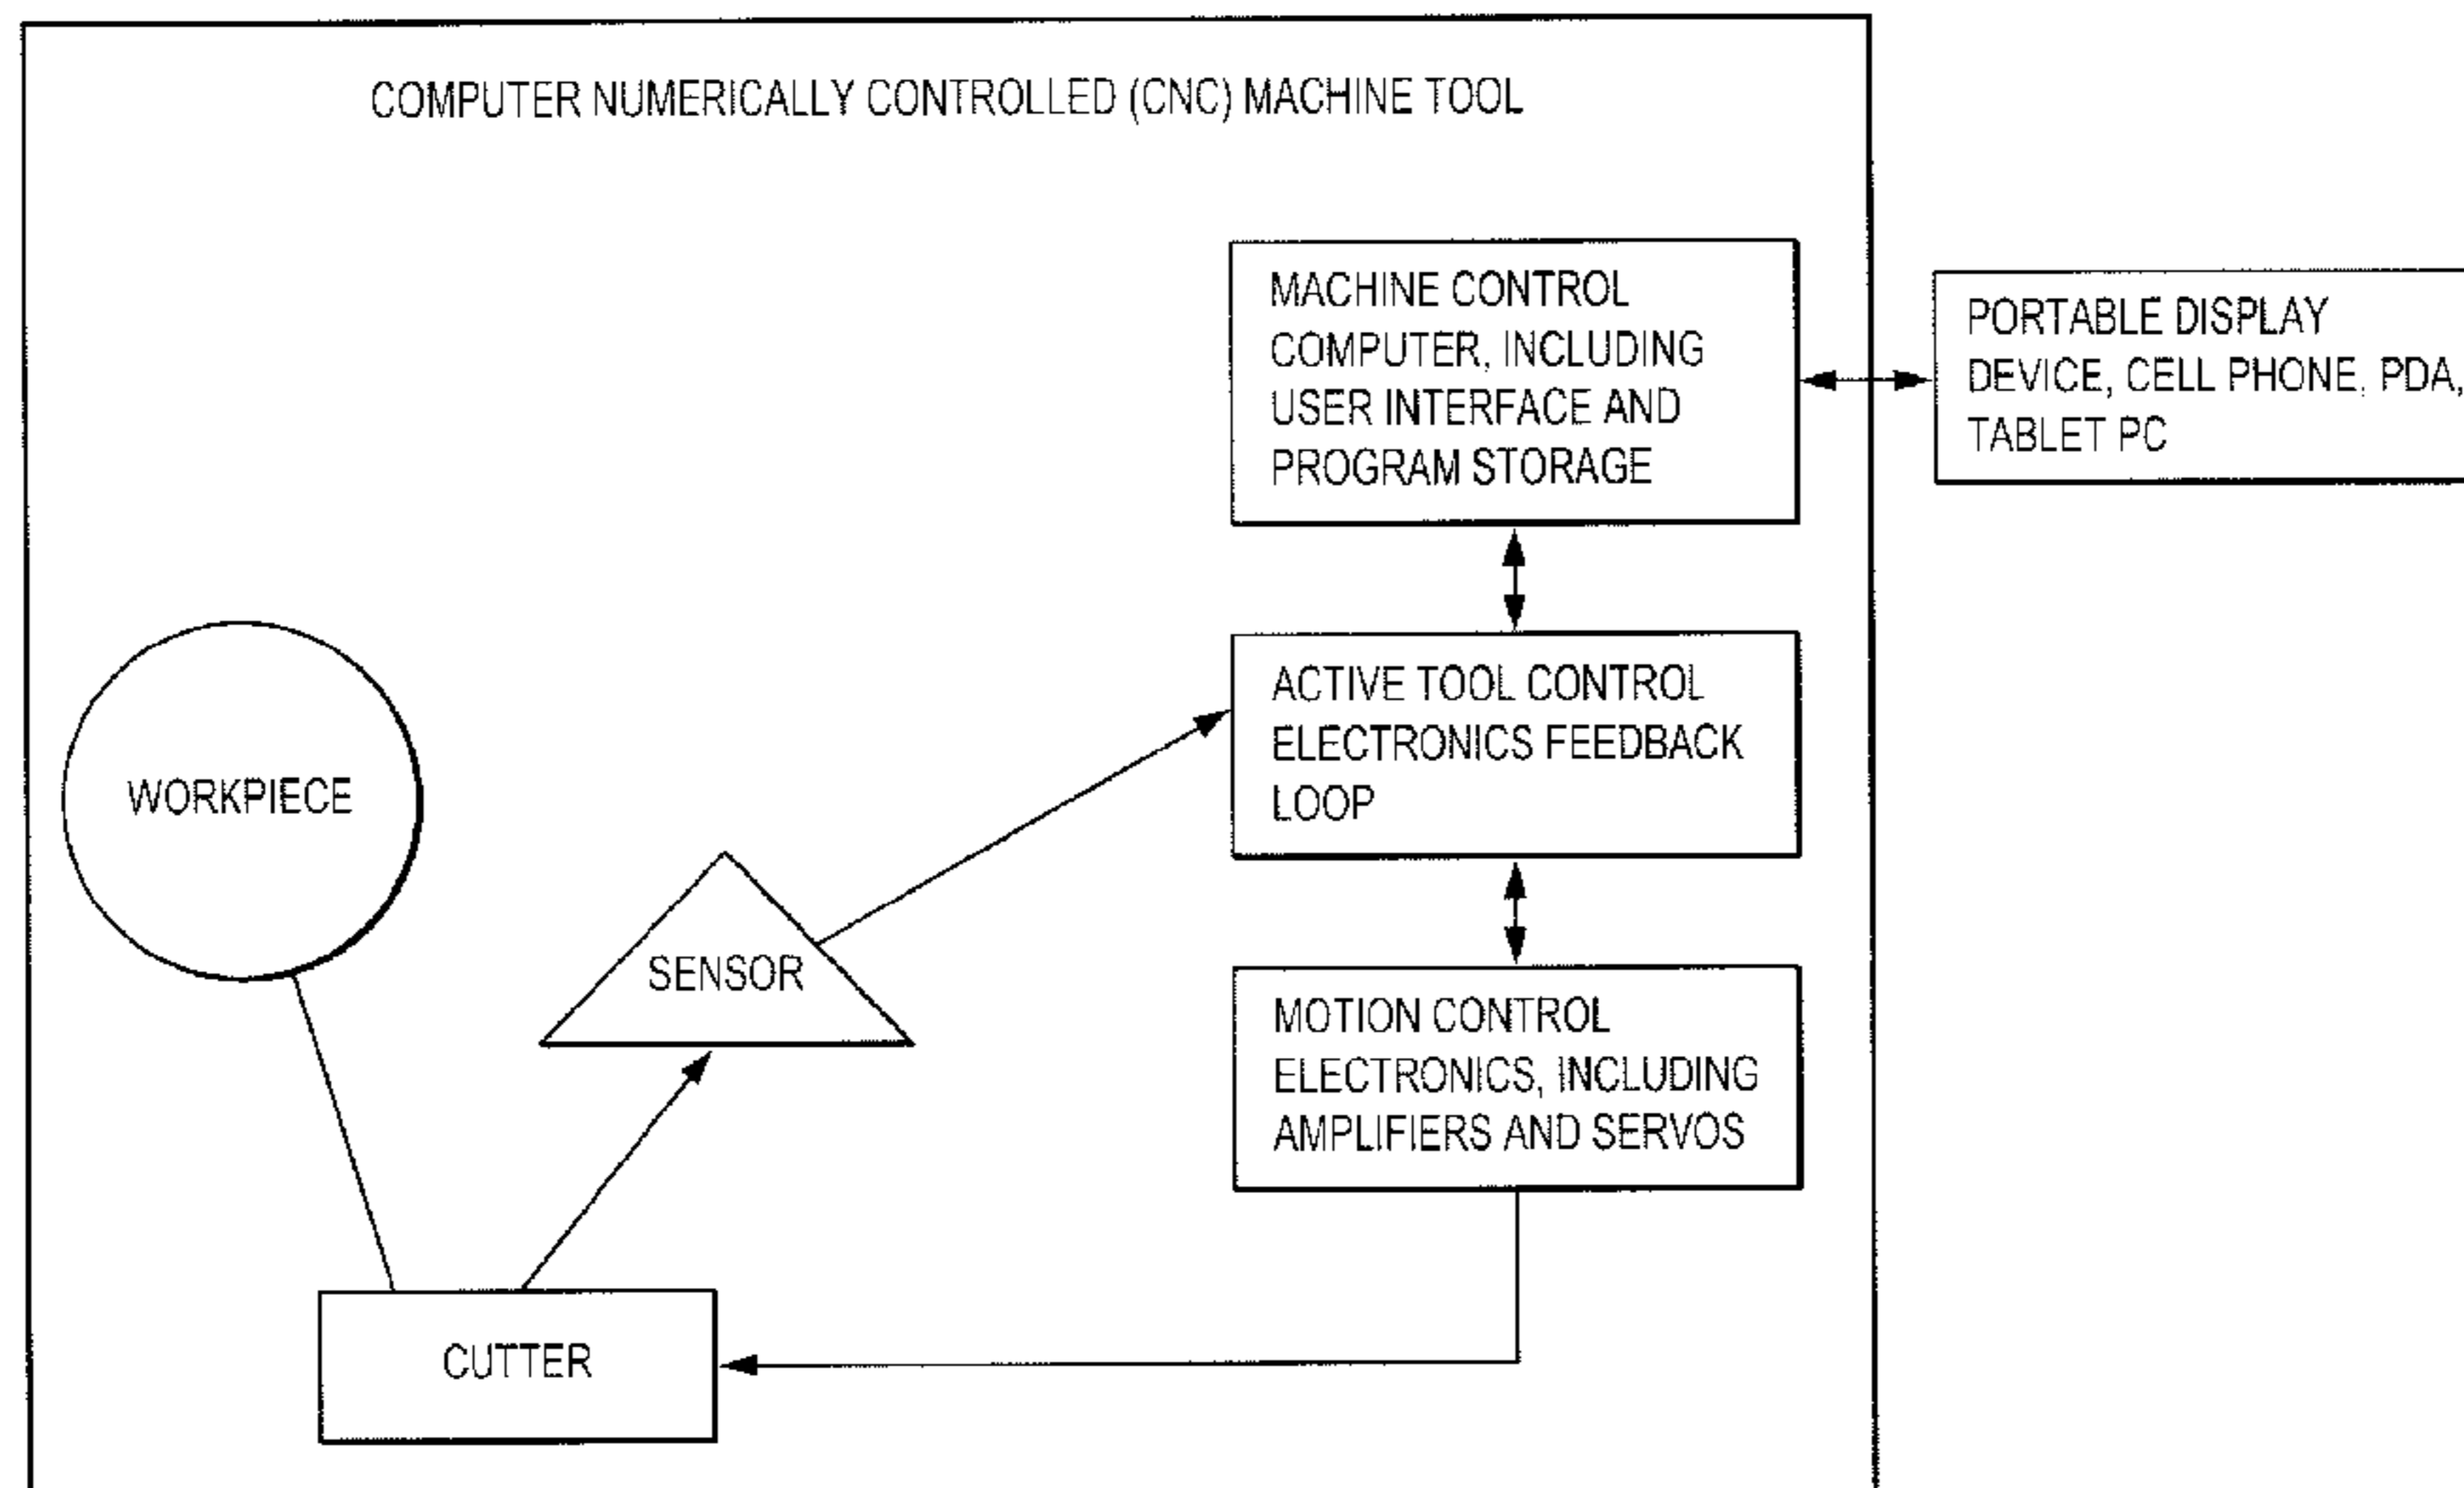 COMPUTER NUMERICALLY CONTROLLED (CNC) MACHINE TOOL
MACHINE CONTROL
COMPUTER, INCLUDING
USER INTERFACE AND
PROGRAM STORAGE
PORTABLE DISPLAY
DEVICE, CELL PHONE, PDA,
TABLET PC
ACTIVE TOOL CONTROL
ELECTRONICS FEEDBACK
LOOP
WORKPIECE
SENSOR
MOTION CONTROL
ELECTRONICS, INCLUDING
AMPLIFIERS AND SERVOS
CUTTER